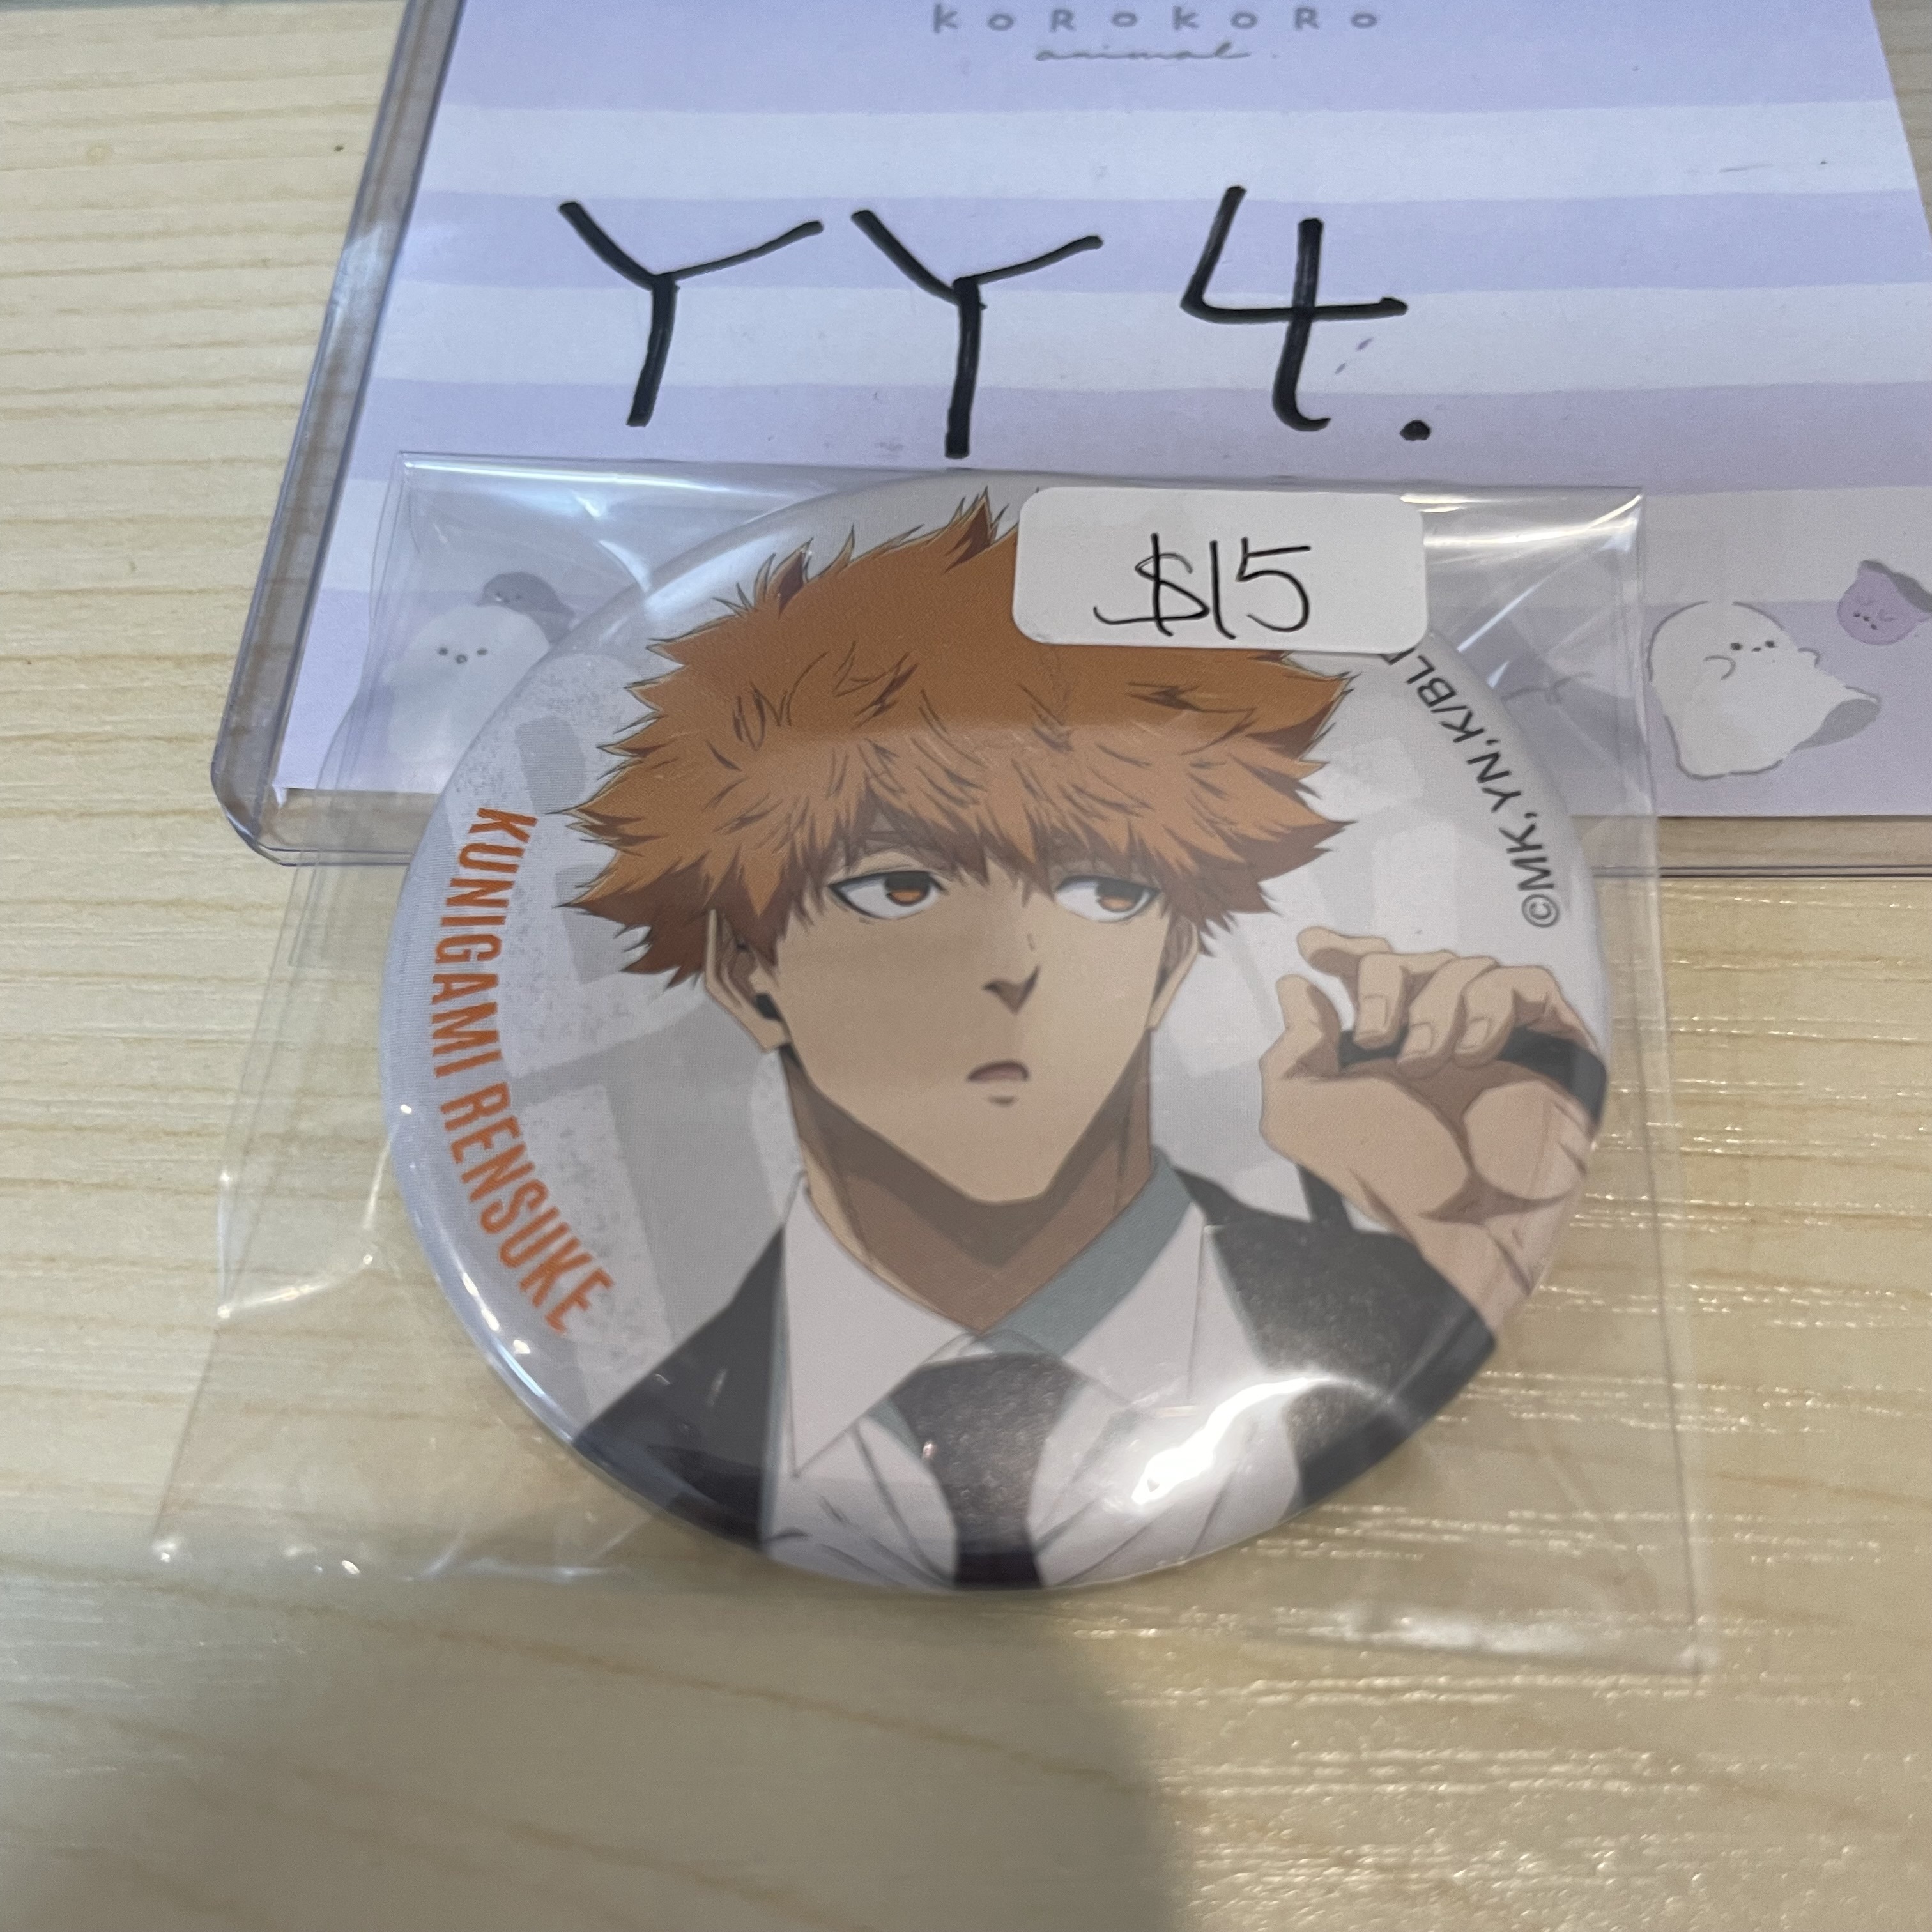 KOROKORO
animal.
YY4.
$15
©MK,YN,K/BL
KUNIGAMI RENSUKE